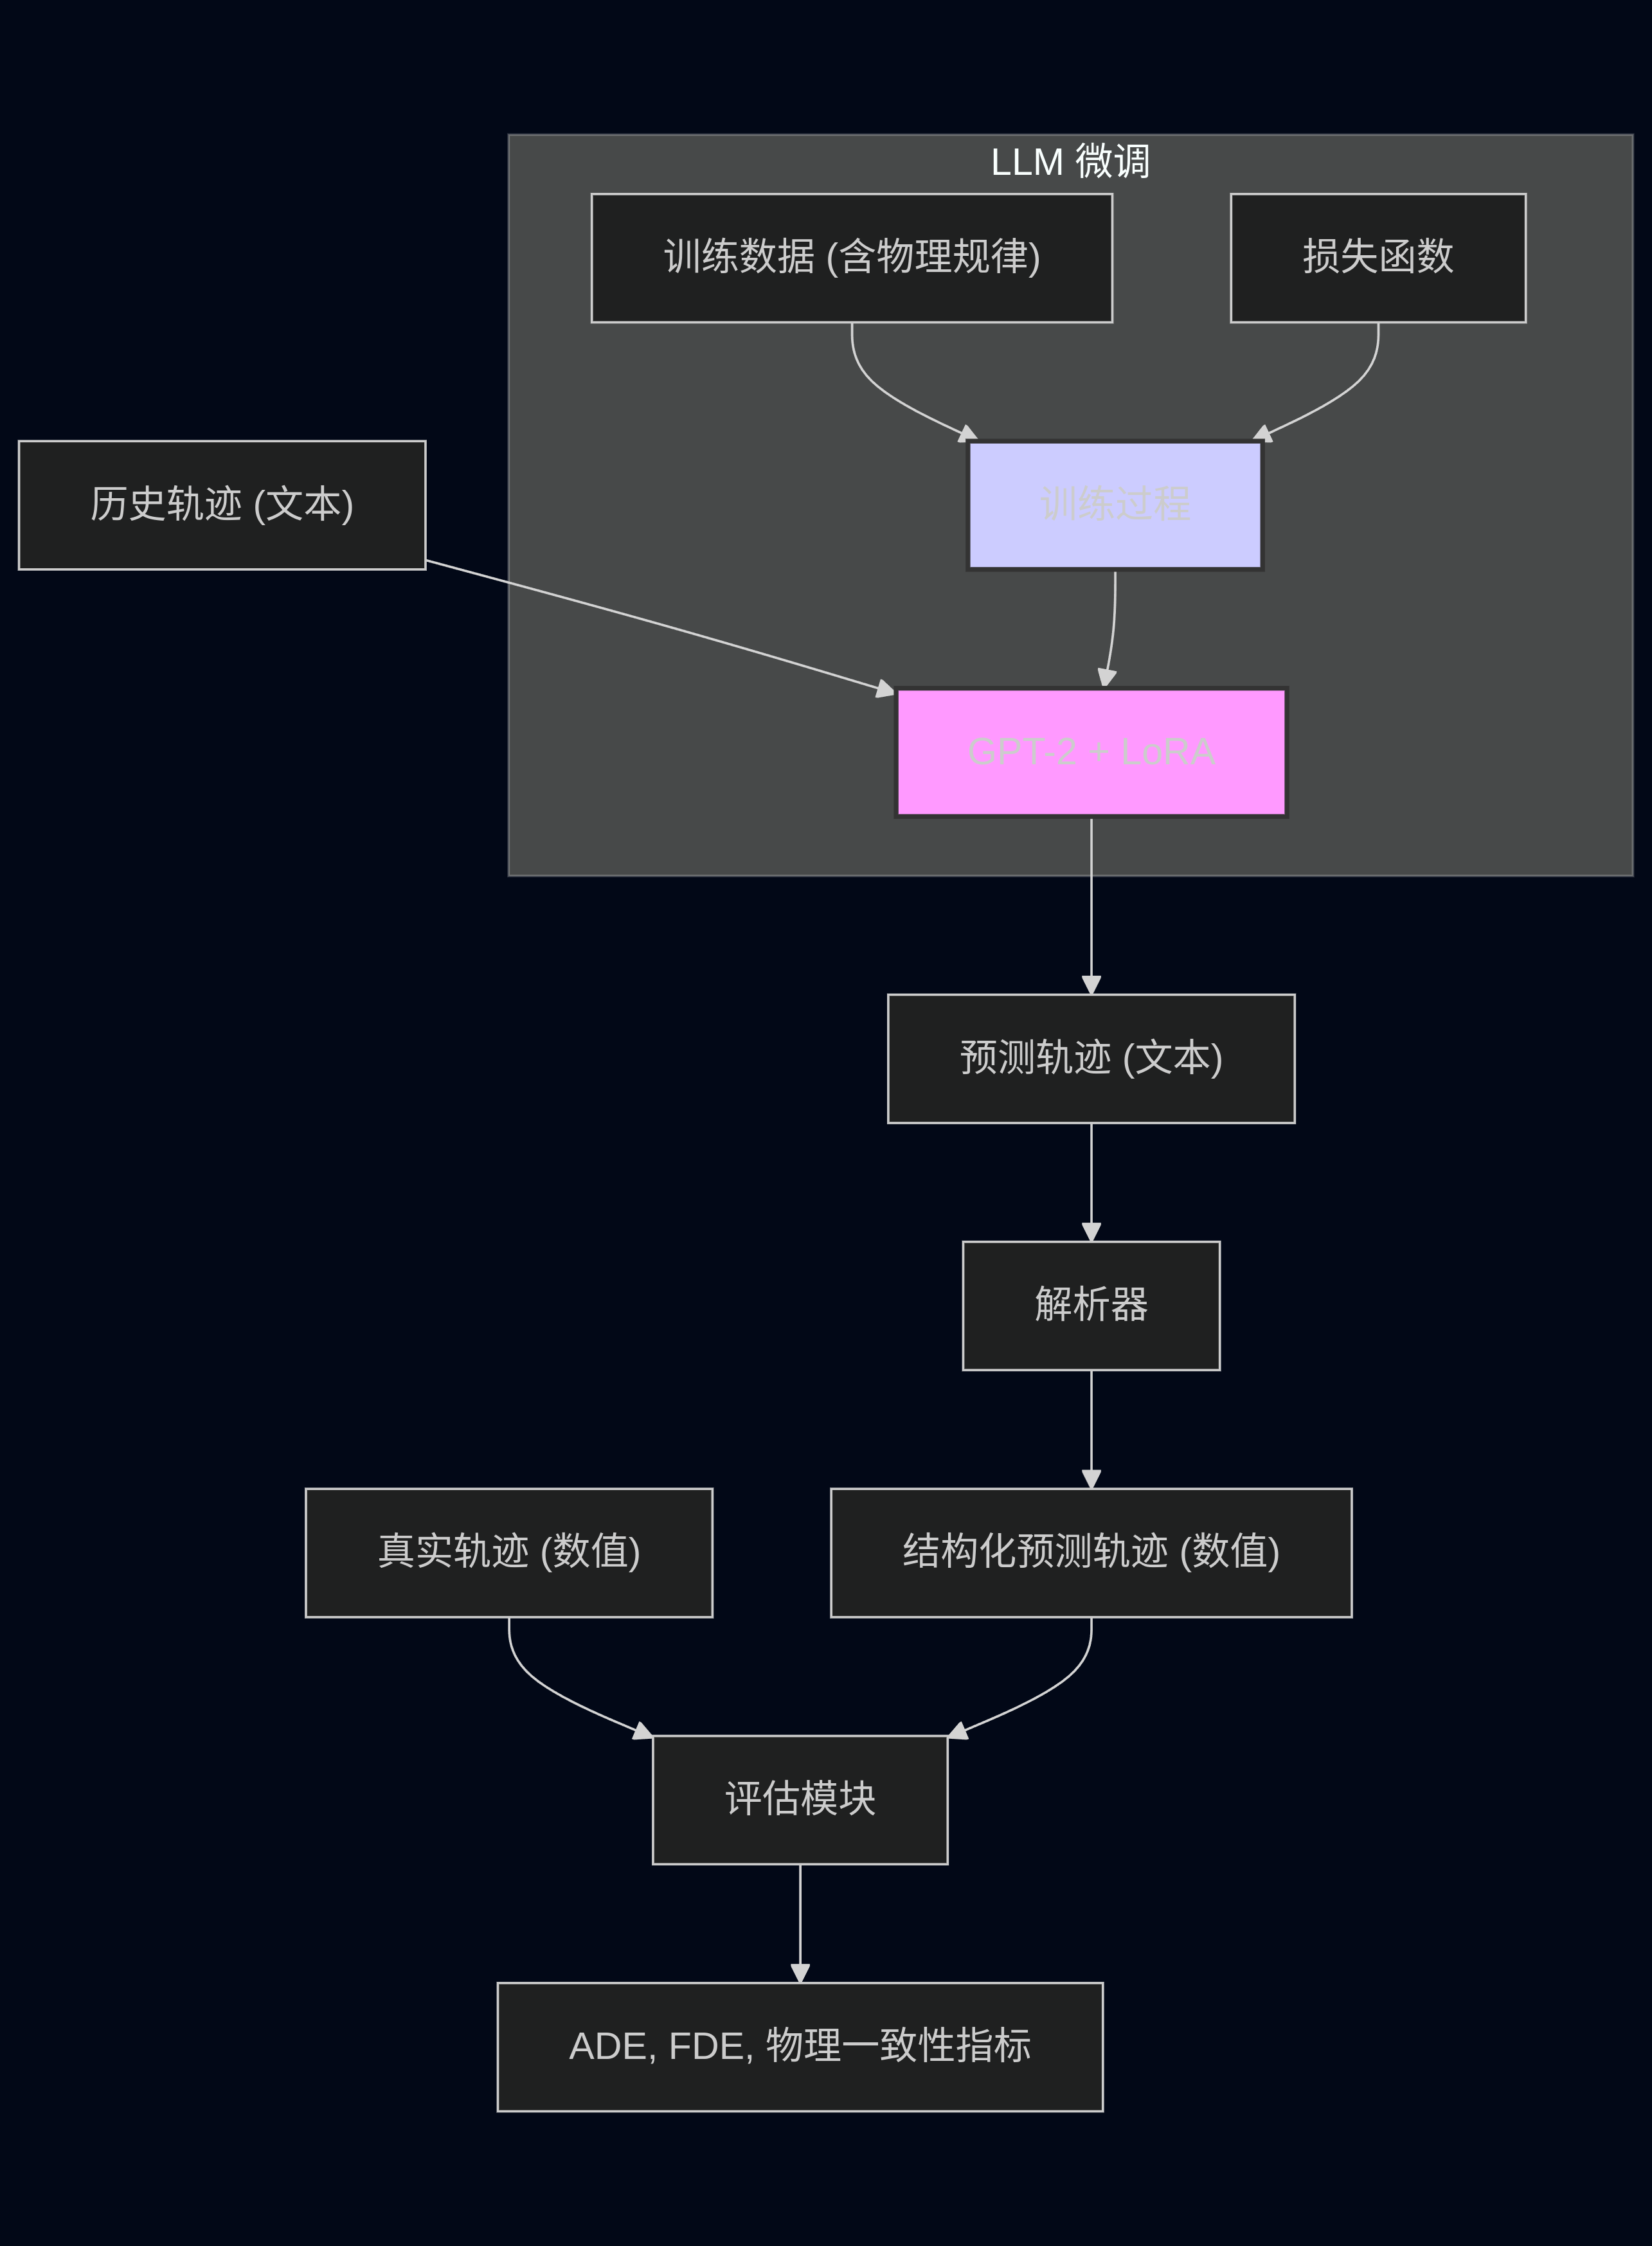 LLM 微调
训练数据 (含物理规律)
损失函数
历史轨迹 (文本)
训练过程
GPT-2 + LoRA
预测轨迹 (文本)
解析器
真实轨迹 (数值)
结构化预测轨迹 (数值)
评估模块
ADE, FDE, 物理一致性指标